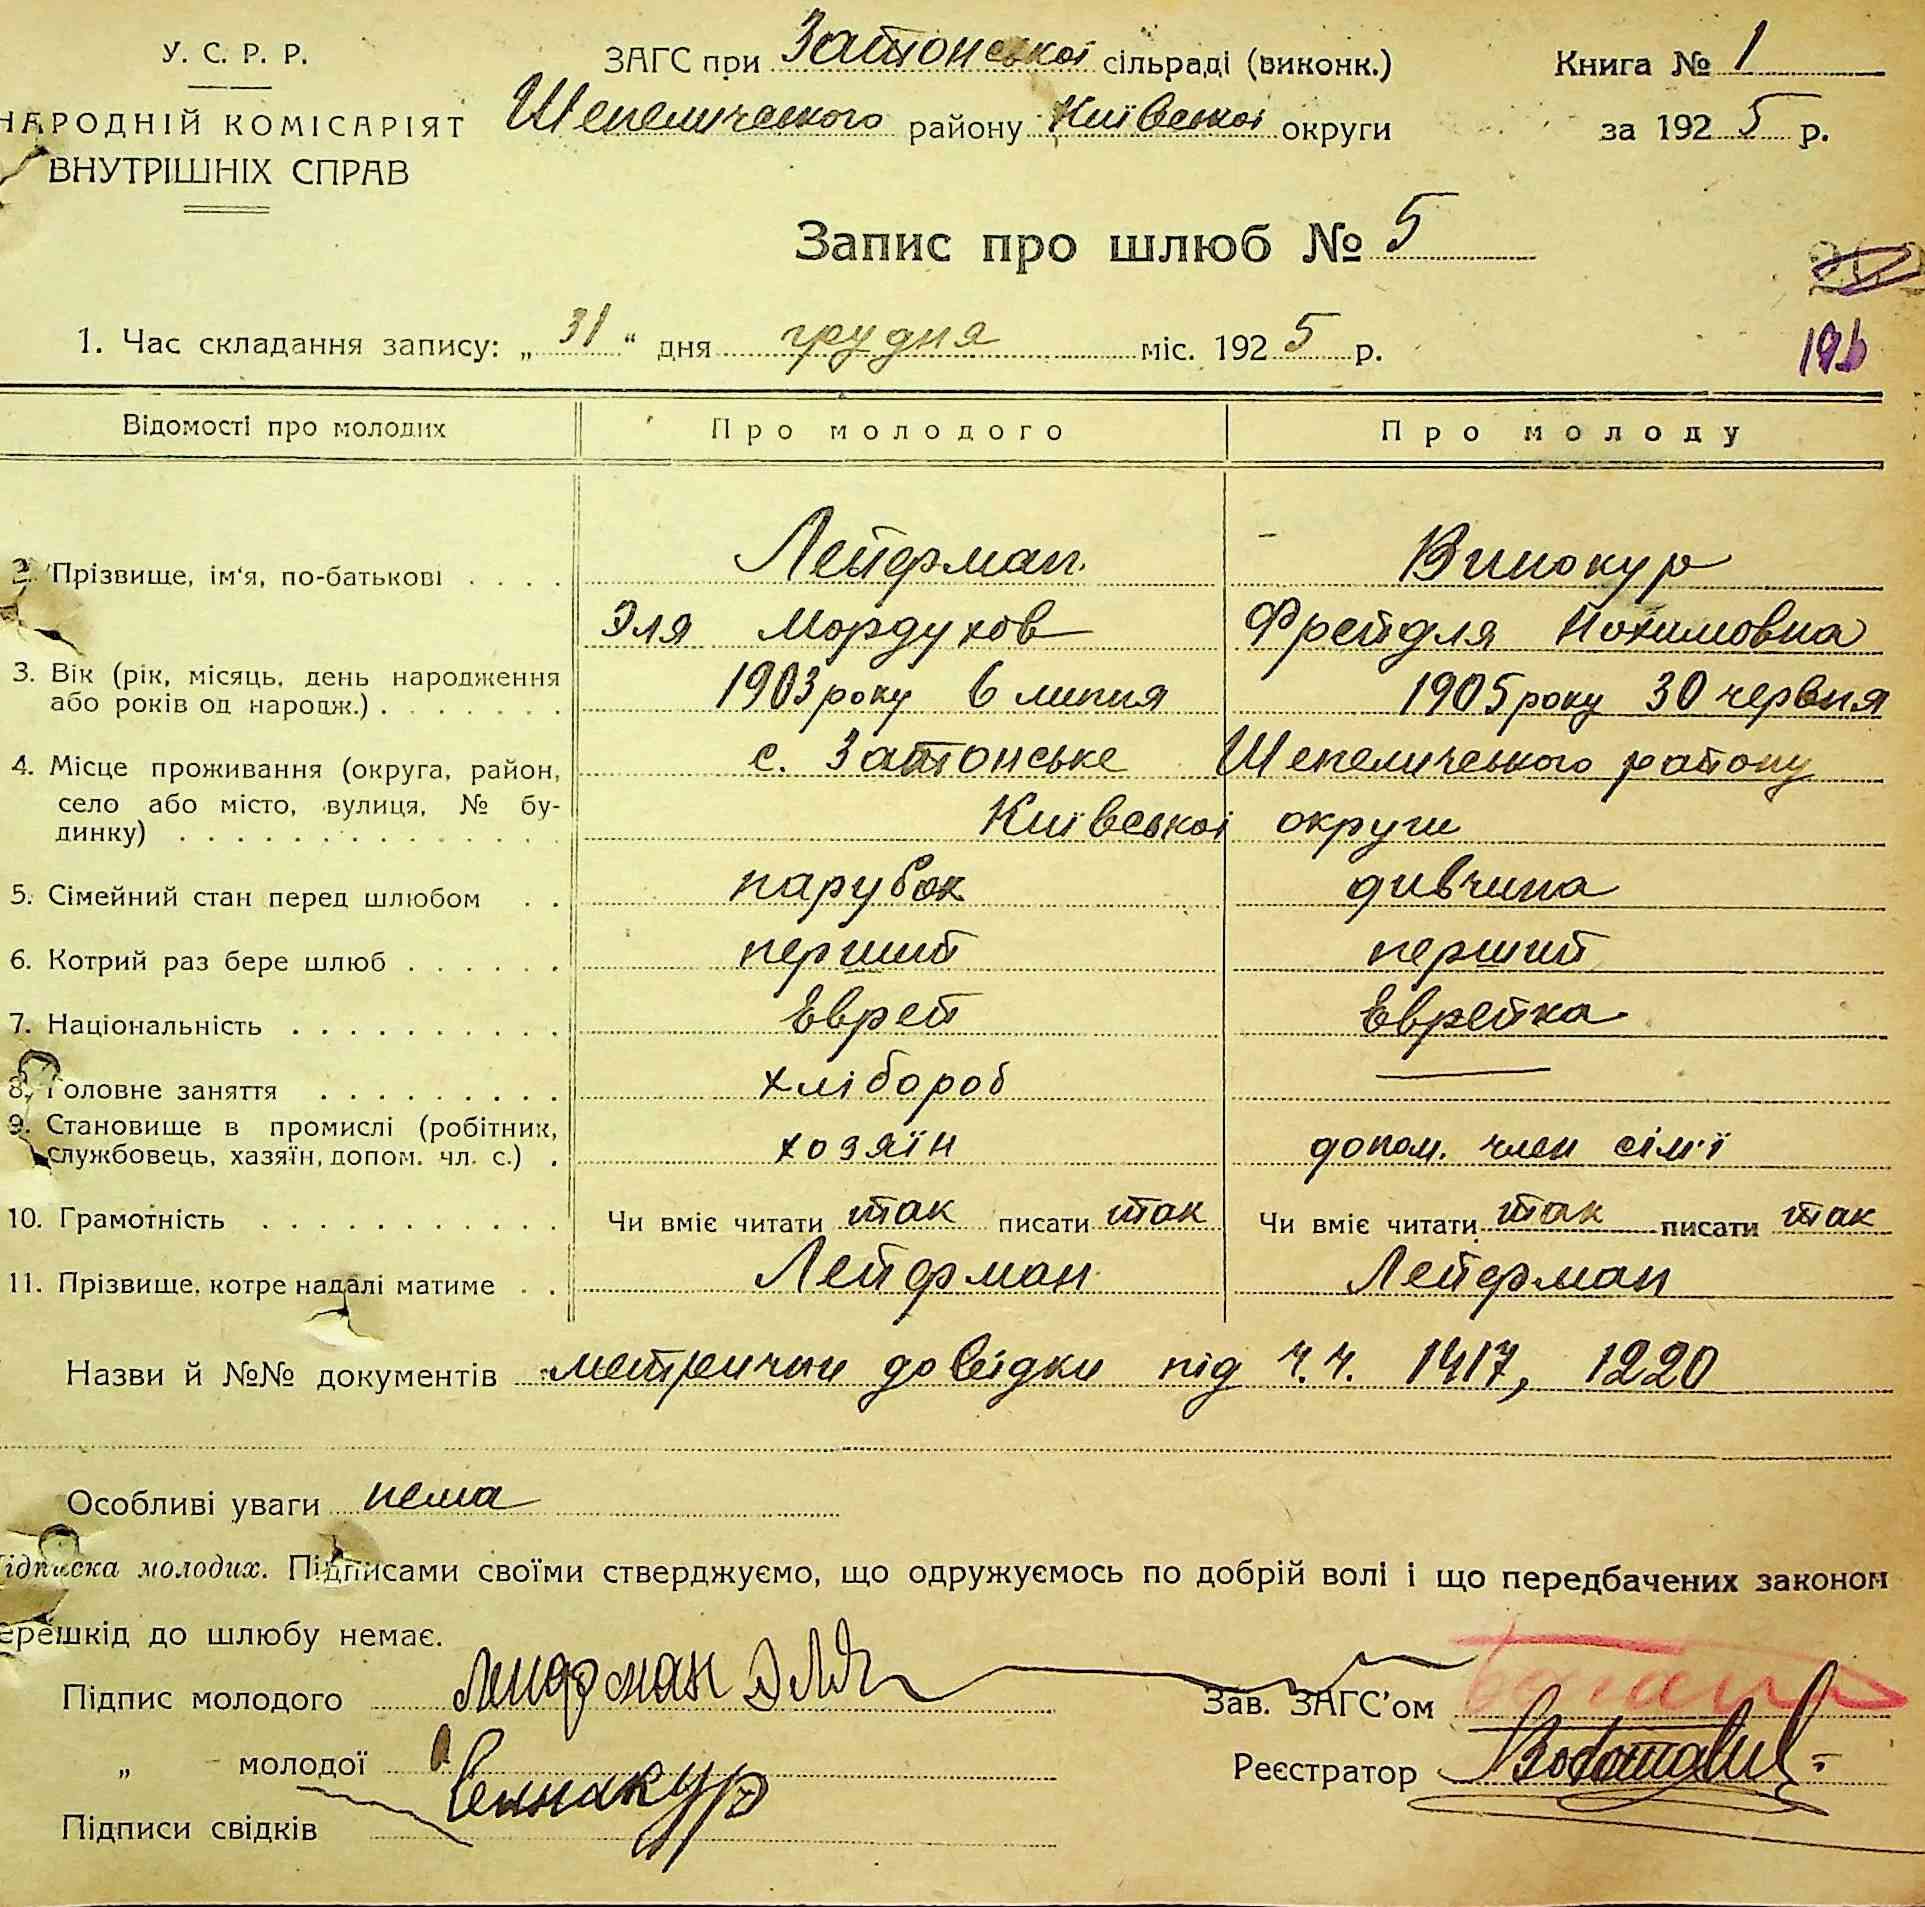 У. С. Р. Р.
НАРОДНІЙ КОМІСАРІЯТ
ВНУТРІШНІХ СПРАВ
ЗАГС при Затонської сільраді (виконк.)
Шепелического району Київської округи
Книга № 1
за 1925 р.
Запис про шлюб № 5
196
1. Час складання запису: „31“ дня грудня міс. 1925 р.
Відомості про молодих Про молодого Про молоду
2. Прізвище, ім'я, по-батькові . . . . Лейфман Винокур
Эля Мордухов Фрейдля Нохимовна
3. Вік (рік, місяць, день народження або років од народж.) . . . . . . . 1903 року 6 липня 1905 року 30 червня
4. Місце проживання (округа, район, село або місто, вулиця, № будинку) . . . . . . . . . . . . . с. Затонське Шепелического району
Київської округи
5. Сімейний стан перед шлюбом . . парубок дивчина
6. Котрий раз бере шлюб . . . . . . перший перший
7. Національність . . . . . . . . . . Еврей Еврейка
8. Головне заняття . . . . . . . . . хлібороб —
9. Становище в промислі (робітник, службовець, хазяїн, допом. чл. с.) . хозяїн допом. член сім'ї
10. Грамотність . . . . . . . . . . . Чи вміє читати так писати так Чи вміє читати так писати так
11. Прізвище, котре надалі матиме . . Лейфман Лейфман
Назви й №№ документів метричні довідки під ч.ч. 1417, 1220
Особливі уваги нема
Підписка молодих. Підписами своїми стверджуємо, що одружуємось по добрій волі і що передбачених законом
перешкід до шлюбу немає.
Підпис молодого Лифман Эля
Зав. ЗАГС'ом
„ молодої Винакур
Реєстратор
Підписи свідків